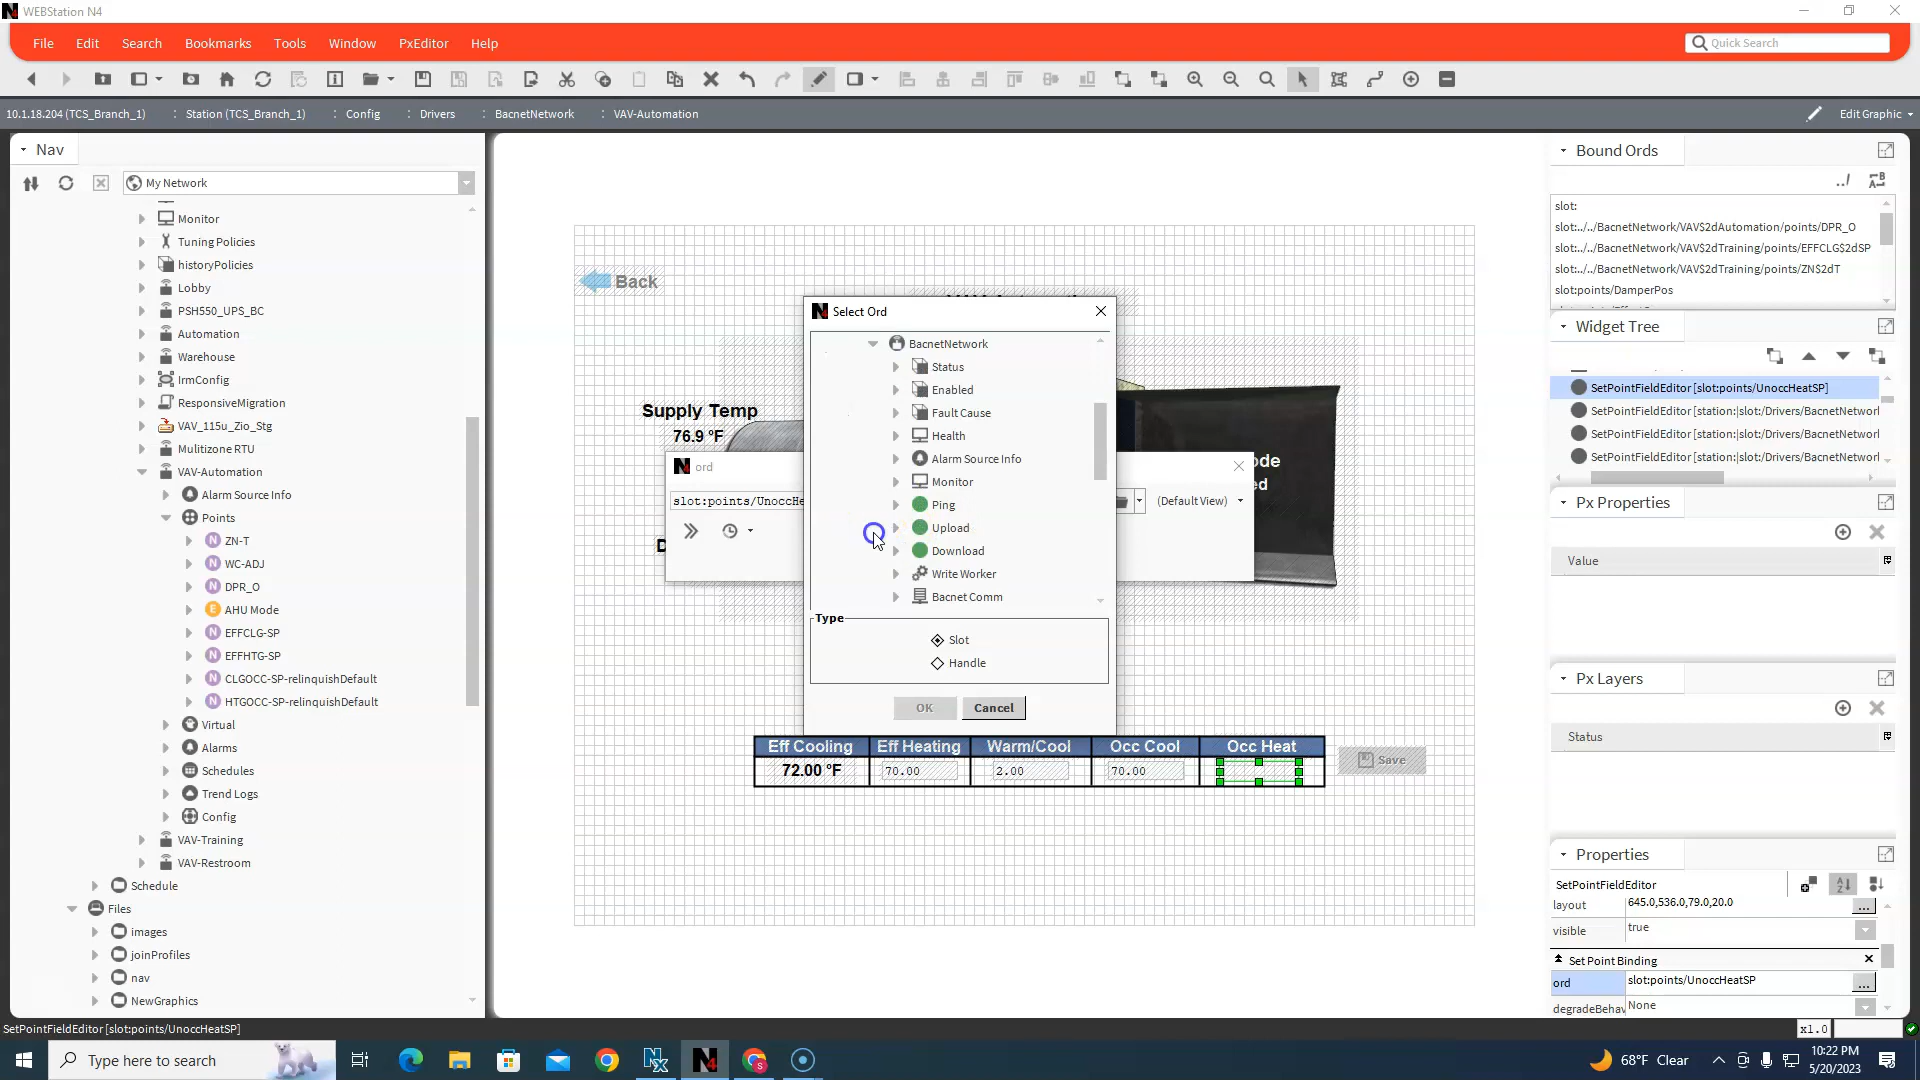 WEBStation N4
File Edit Search Bookmarks Tools Window PxEditor Help
Quick Search
10.1.18.204 (TCS_Branch_1) : Station (TCS_Branch_1) : Config : Drivers : BacnetNetwork : VAV-Automation
Edit Graphic
Nav
My Network
Monitor
Tuning Policies
historyPolicies
Lobby
PSH550_UPS_BC
Automation
Warehouse
IrmConfig
ResponsiveMigration
VAV_115u_Zio_Stg
Mulitizone RTU
VAV-Automation
Alarm Source Info
Points
ZN-T
WC-ADJ
DPR_O
AHU Mode
EFFCLG-SP
EFFHTG-SP
CLGOCC-SP-relinquishDefault
HTGOCC-SP-relinquishDefault
Virtual
Alarms
Schedules
Trend Logs
Config
VAV-Training
VAV-Restroom
Schedule
Files
images
joinProfiles
nav
NewGraphics
Back
Supply Temp
76.9 °F
ode
ed
ord
slot:points/UnoccHe
(Default View)
Select Ord
BacnetNetwork
Status
Enabled
Fault Cause
Health
Alarm Source Info
Monitor
Ping
Upload
Download
Write Worker
Bacnet Comm
Type
Slot
Handle
OK Cancel
Eff Cooling Eff Heating Warm/Cool Occ Cool Occ Heat
72.00 °F 70.00 2.00 70.00
Save
Bound Ords
slot:
slot:../../BacnetNetwork/VAV$2dAutomation/points/DPR_O
slot:../../BacnetNetwork/VAV$2dTraining/points/EFFCLG$2dSP
slot:../../BacnetNetwork/VAV$2dTraining/points/ZN$2dT
slot:points/DamperPos
Widget Tree
SetPointFieldEditor [slot:points/UnoccHeatSP]
SetPointFieldEditor [station:|slot:/Drivers/BacnetNetworl
SetPointFieldEditor [station:|slot:/Drivers/BacnetNetworl
SetPointFieldEditor [station:|slot:/Drivers/BacnetNetworl
Px Properties
Value
Px Layers
Status
Properties
SetPointFieldEditor
layout 645.0,536.0,79.0,20.0 ...
visible true
Set Point Binding
ord slot:points/UnoccHeatSP ...
degradeBehav None
SetPointFieldEditor [slot:points/UnoccHeatSP]
x1.0
Type here to search
68°F Clear
10:22 PM
5/20/2023